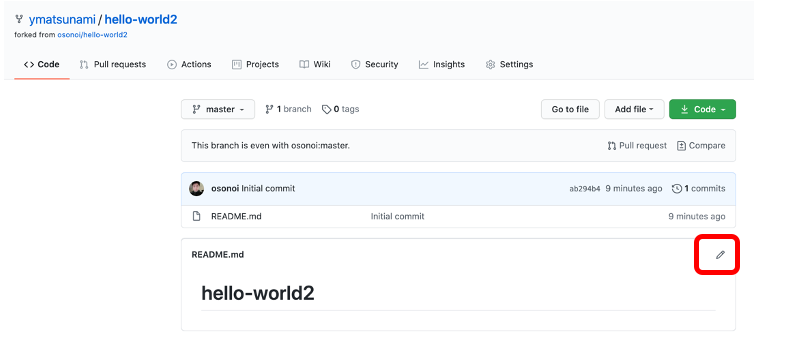 ymatsunami / hello-world2
forked from osonoi/hello-world2
Code Pull requests Actions Projects Wiki Security Insights Settings
master 1 branch 0 tags Go to file Add file Code
This branch is even with osonoi:master. Pull request Compare
osonoi Initial commit ab294b4 9 minutes ago 1 commits
README.md Initial commit 9 minutes ago
README.md
hello-world2